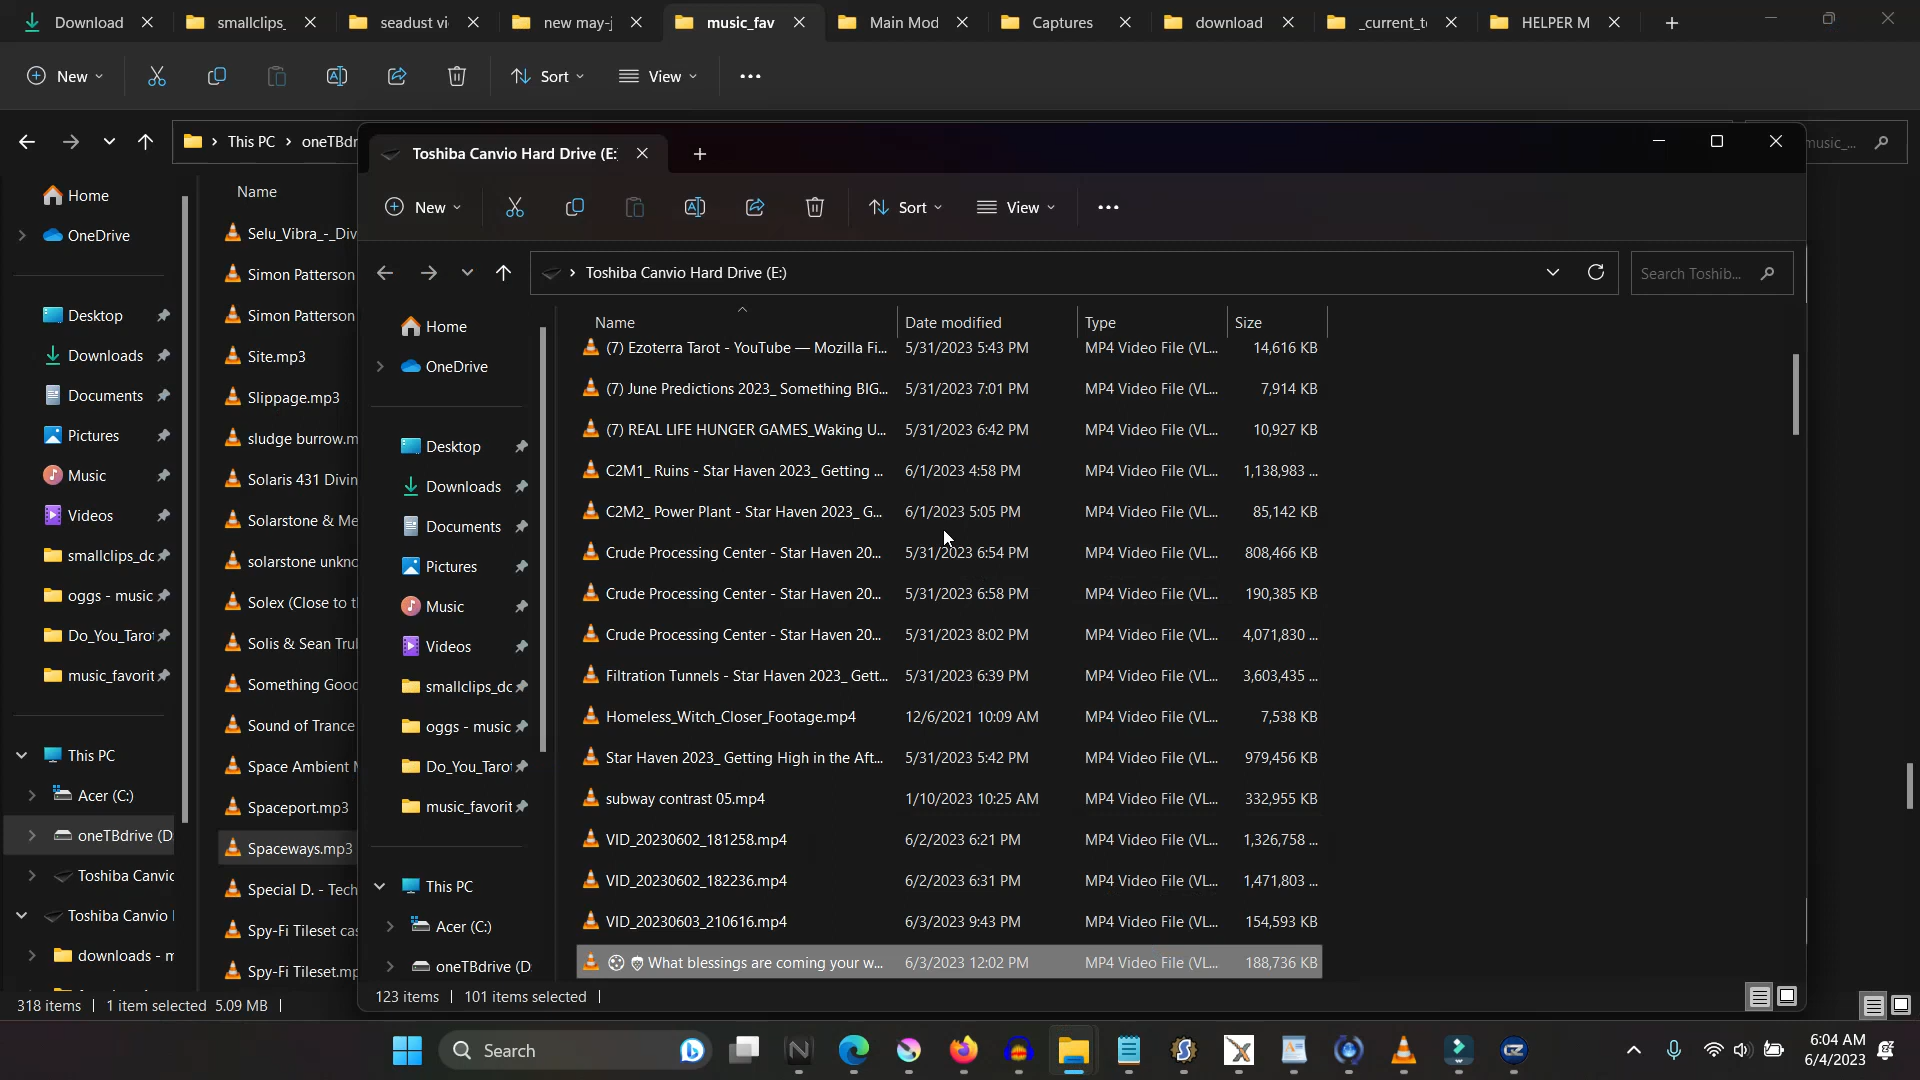 Download
smallclips_
seadust vi
new may-j
music_fav
Main Mod
Captures
download
_current_t
HELPER M
New
Sort
View
This PC
oneTBdr
music_...
Home
OneDrive
Desktop
Downloads
Documents
Pictures
Music
Videos
smallclips_dc
oggs - music
Do_You_Taro
music_favorit
This PC
Acer (C:)
oneTBdrive (D
Toshiba Canvic
Toshiba Canvio
downloads - m
Name
Selu_Vibra_-_Div
Simon Patterson
Simon Patterson
Site.mp3
Slippage.mp3
sludge burrow.m
Solaris 431 Divin
Solarstone & Me
solarstone unkno
Solex (Close to t
Solis & Sean Tru
Something Good
Sound of Trance
Space Ambient
Spaceport.mp3
Spaceways.mp3
Special D. - Tech
Spy-Fi Tileset cas
Spy-Fi Tileset.mp
318 items
1 item selected 5.09 MB
Toshiba Canvio Hard Drive (E:
New
Sort
View
Toshiba Canvio Hard Drive (E:)
Search Toshib...
Home
OneDrive
Desktop
Downloads
Documents
Pictures
Music
Videos
smallclips_dc
oggs - music
Do_You_Taro
music_favorit
This PC
Acer (C:)
oneTBdrive (D
Name Date modified Type Size
(7) Ezoterra Tarot - YouTube — Mozilla Fi... 5/31/2023 5:43 PM MP4 Video File (VL... 14,616 KB
(7) June Predictions 2023_ Something BIG... 5/31/2023 7:01 PM MP4 Video File (VL... 7,914 KB
(7) REAL LIFE HUNGER GAMES_Waking U... 5/31/2023 6:42 PM MP4 Video File (VL... 10,927 KB
C2M1_ Ruins - Star Haven 2023_ Getting ... 6/1/2023 4:58 PM MP4 Video File (VL... 1,138,983 ...
C2M2_ Power Plant - Star Haven 2023_ G... 6/1/2023 5:05 PM MP4 Video File (VL... 85,142 KB
Crude Processing Center - Star Haven 20... 5/31/2023 6:54 PM MP4 Video File (VL... 808,466 KB
Crude Processing Center - Star Haven 20... 5/31/2023 6:58 PM MP4 Video File (VL... 190,385 KB
Crude Processing Center - Star Haven 20... 5/31/2023 8:02 PM MP4 Video File (VL... 4,071,830 ...
Filtration Tunnels - Star Haven 2023_ Gett... 5/31/2023 6:39 PM MP4 Video File (VL... 3,603,435 ...
Homeless_Witch_Closer_Footage.mp4 12/6/2021 10:09 AM MP4 Video File (VL... 7,538 KB
Star Haven 2023_ Getting High in the Aft... 5/31/2023 5:42 PM MP4 Video File (VL... 979,456 KB
subway contrast 05.mp4 1/10/2023 10:25 AM MP4 Video File (VL... 332,955 KB
VID_20230602_181258.mp4 6/2/2023 6:21 PM MP4 Video File (VL... 1,326,758 ...
VID_20230602_182236.mp4 6/2/2023 6:31 PM MP4 Video File (VL... 1,471,803 ...
VID_20230603_210616.mp4 6/3/2023 9:43 PM MP4 Video File (VL... 154,593 KB
What blessings are coming your w... 6/3/2023 12:02 PM MP4 Video File (VL... 188,736 KB
123 items
101 items selected
Search
6:04 AM
6/4/2023